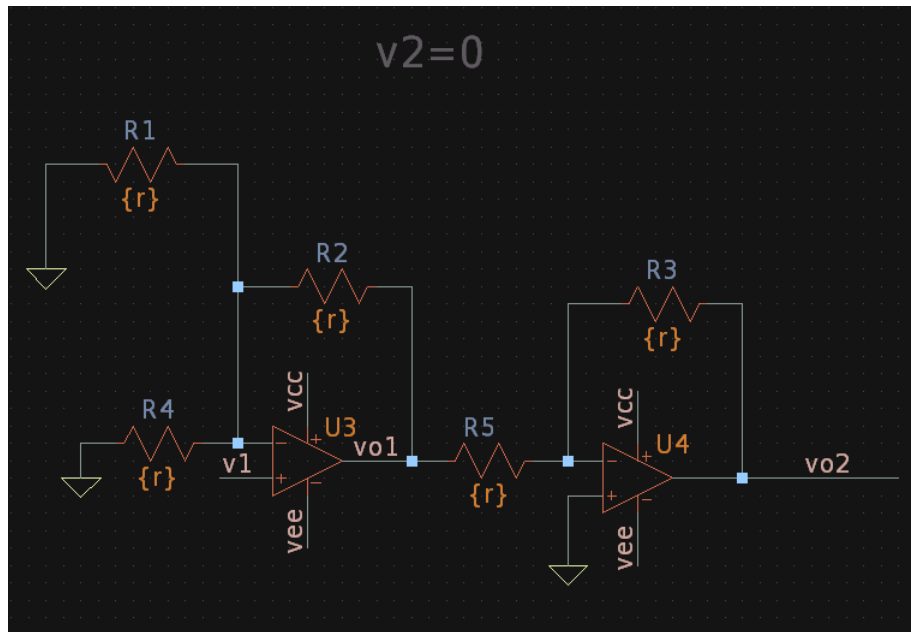 v2=0
R1
{r}
R2
{r}
R3
{r}
R4
{r}
v1
vcc
U3
vo1
vee
R5
{r}
vcc
U4
vo2
vee